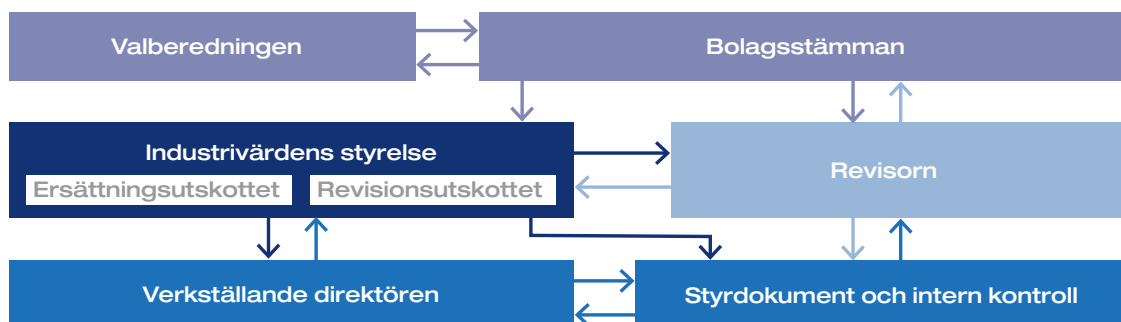 Valberedningen
Bolagsstämman
Industrivärdens styrelse
Ersättningsutskottet
Revisionsutskottet
Revisorn
Verkställande direktören
Styrdokument och intern kontroll